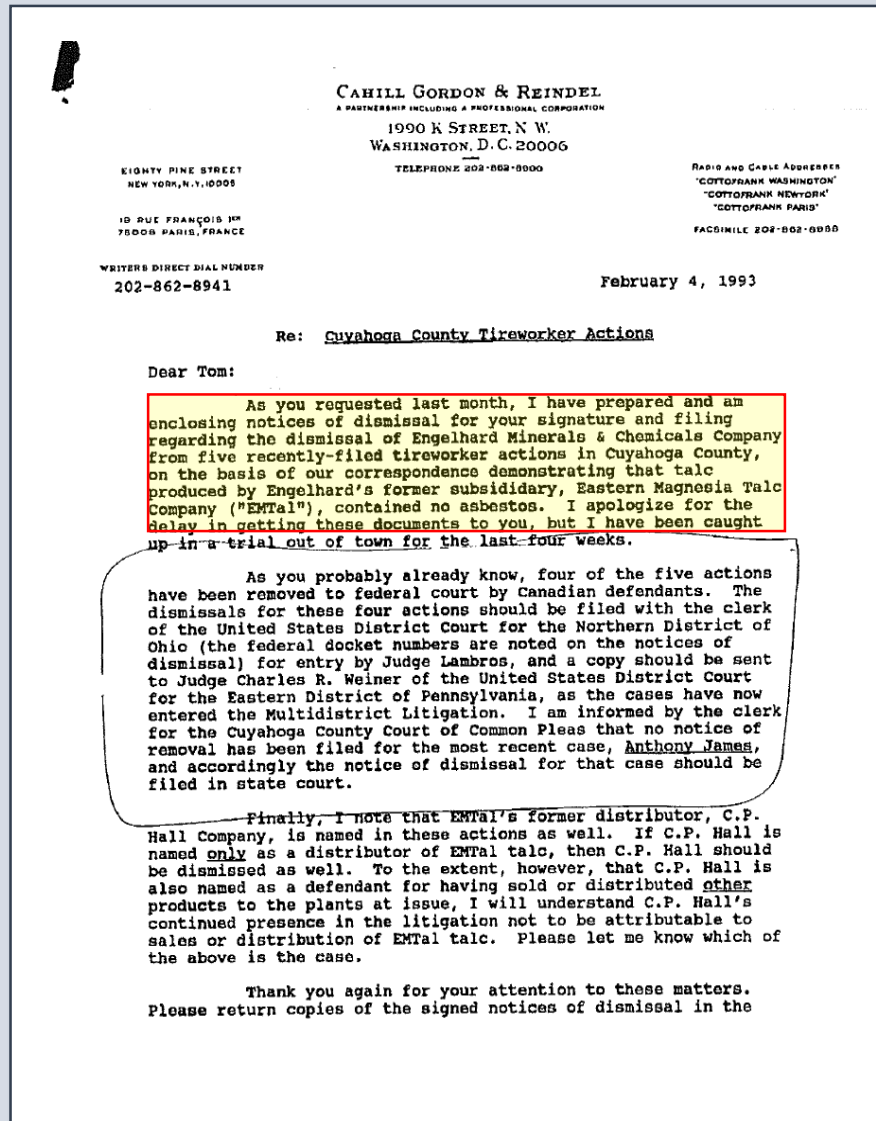 CAHILL GORDON & REINDEL
A PARTNERSHIP INCLUDING A PROFESSIONAL CORPORATION
1990 K STREET, N. W.
WASHINGTON, D. C. 20006
TELEPHONE 202-862-8900
EIGHTY PINE STREET
NEW YORK, N.Y. 10005
19 RUE FRANÇOIS 1ER
75008 PARIS, FRANCE
RADIO AND CABLE ADDRESSES
"COTTOFRANK WASHINGTON"
"COTTOFRANK NEWYORK"
"COTTOFRANK PARIS"
FACSIMILE 202-862-8958
WRITERS DIRECT DIAL NUMBER
202-862-8941
February 4, 1993
Re: Cuyahoga County Tireworker Actions
Dear Tom:
As you requested last month, I have prepared and am
enclosing notices of dismissal for your signature and filing
regarding the dismissal of Engelhard Minerals & Chemicals Company
from five recently-filed tireworker actions in Cuyahoga County,
on the basis of our correspondence demonstrating that talc
produced by Engelhard's former subsididary, Eastern Magnesia Talc
Company ("EMTal"), contained no asbestos. I apologize for the
delay in getting these documents to you, but I have been caught
up in a trial out of town for the last four weeks.
As you probably already know, four of the five actions
have been removed to federal court by Canadian defendants. The
dismissals for these four actions should be filed with the clerk
of the United States District Court for the Northern District of
Ohio (the federal docket numbers are noted on the notices of
dismissal) for entry by Judge Lambros, and a copy should be sent
to Judge Charles R. Weiner of the United States District Court
for the Eastern District of Pennsylvania, as the cases have now
entered the Multidistrict Litigation. I am informed by the clerk
for the Cuyahoga County Court of Common Pleas that no notice of
removal has been filed for the most recent case, Anthony James,
and accordingly the notice of dismissal for that case should be
filed in state court.
Finally, I note that EMTal's former distributor, C.P.
Hall Company, is named in these actions as well. If C.P. Hall is
named only as a distributor of EMTal talc, then C.P. Hall should
be dismissed as well. To the extent, however, that C.P. Hall is
also named as a defendant for having sold or distributed other
products to the plants at issue, I will understand C.P. Hall's
continued presence in the litigation not to be attributable to
sales or distribution of EMTal talc. Please let me know which of
the above is the case.
Thank you again for your attention to these matters.
Please return copies of the signed notices of dismissal in the